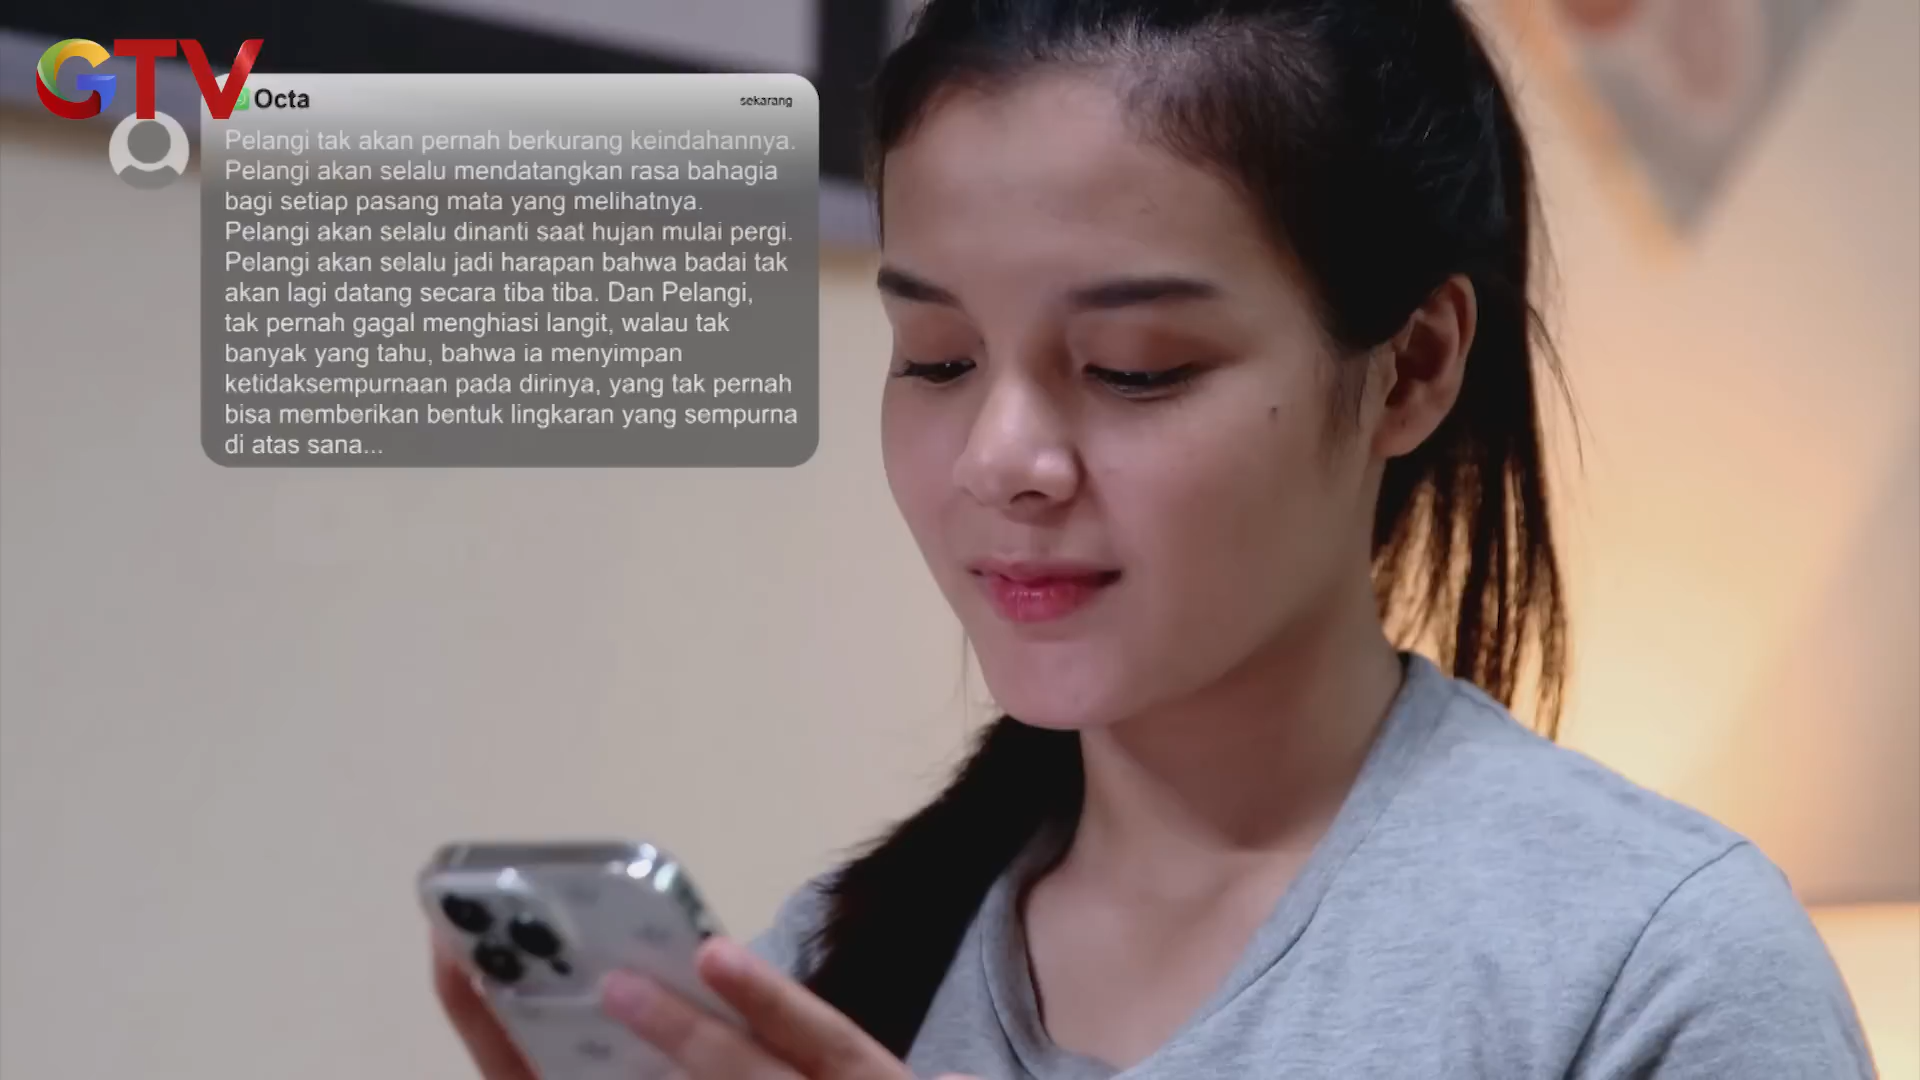 GTV
Octa
sekarang
Pelangi tak akan pernah berkurang keindahannya.
Pelangi akan selalu mendatangkan rasa bahagia
bagi setiap pasang mata yang melihatnya.
Pelangi akan selalu dinanti saat hujan mulai pergi.
Pelangi akan selalu jadi harapan bahwa badai tak
akan lagi datang secara tiba tiba. Dan Pelangi,
tak pernah gagal menghiasi langit, walau tak
banyak yang tahu, bahwa ia menyimpan
ketidaksempurnaan pada dirinya, yang tak pernah
bisa memberikan bentuk lingkaran yang sempurna
di atas sana...